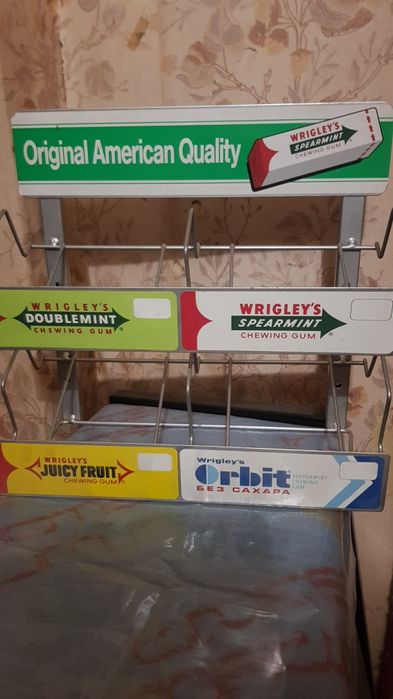 Original American Quality
WRIGLEY'S
SPEARMINT
CHEWING GUM
WRIGLEY'S
DOUBLEMINT
CHEWING GUM
WRIGLEY'S
SPEARMINT
CHEWING GUM
WRIGLEY'S
JUICY FRUIT
CHEWING GUM
Wrigley's
Orbit
PEPPERMINT
CHEWING
GUM
БЕЗ САХАРА